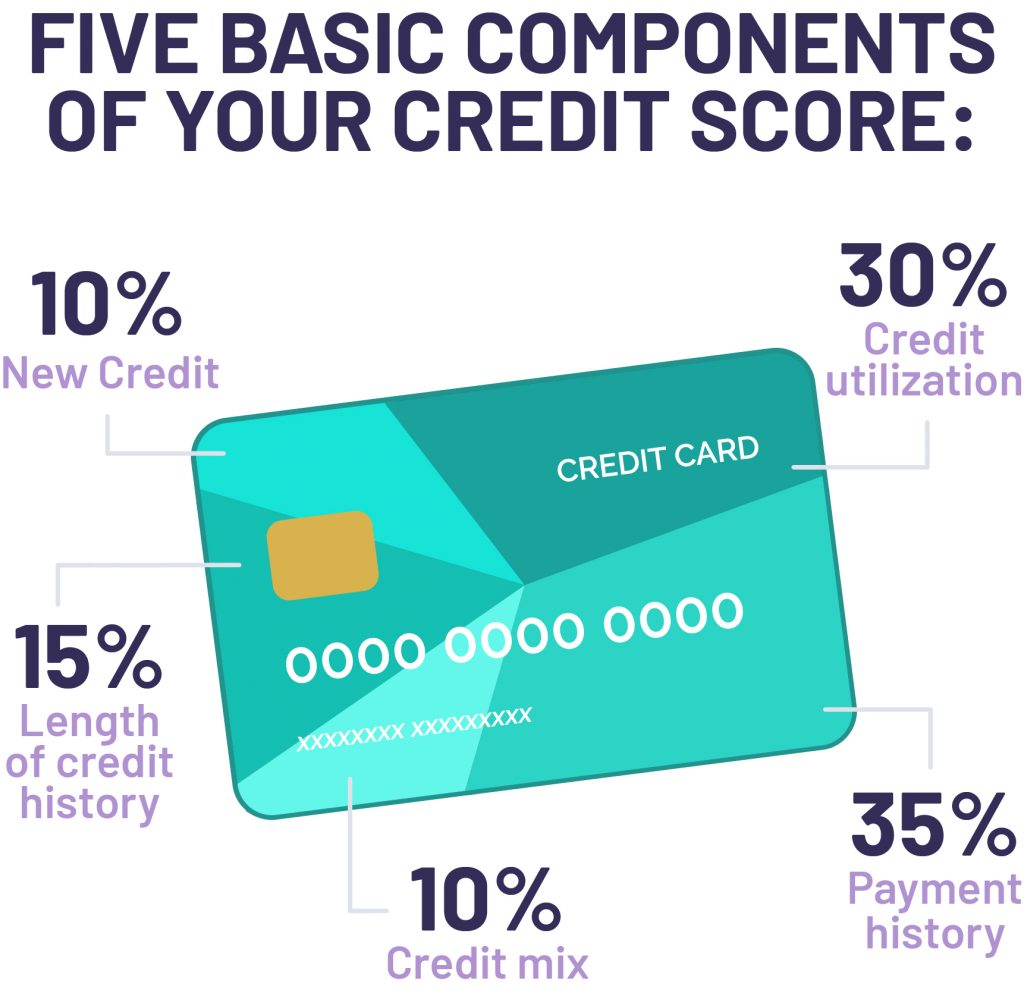 FIVE BASIC COMPONENTS
OF YOUR CREDIT SCORE:
10%
New Credit
30%
Credit
utilization
CREDIT CARD
0000 0000 0000
XXXXXXXX XXXXXXXXX
15%
Length
of credit
history
35%
Payment
history
10%
Credit mix